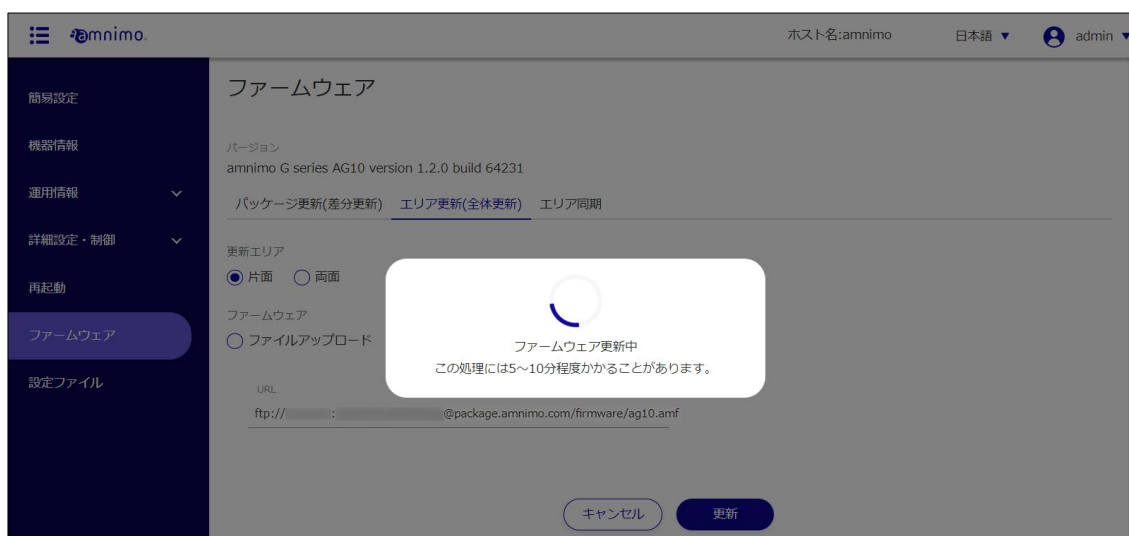 amnimo.
ホスト名:amnimo 日本語 ▼ admin ▼
簡易設定
機器情報
運用情報
詳細設定・制御
再起動
ファームウェア
設定ファイル
ファームウェア
バージョン
amnimo G series AG10 version 1.2.0 build 64231
パッケージ更新(差分更新) エリア更新(全体更新) エリア同期
更新エリア
片面 両面
ファームウェア
ファイルアップロード
URL
ftp:// : @package.amnimo.com/firmware/ag10.amf
ファームウェア更新中
この処理には5～10分程度かかることがあります。
キャンセル 更新